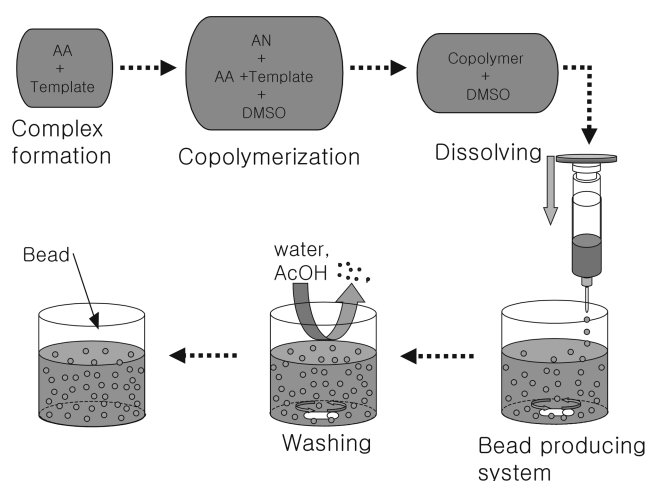 AA
+
Template
Complex
formation
AN
+
AA +Template
+
DMSO
Copolymerization
Copolymer
+
DMSO
Dissolving
Bead
water,
AcOH
Washing
Bead producing
system